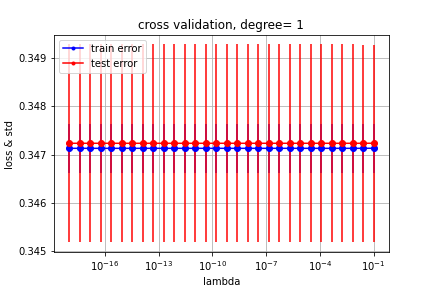 cross validation, degree= 1
train error
test error
loss & std
0.349
0.348
0.347
0.346
0.345
10⁻¹⁶ 10⁻¹³ 10⁻¹⁰ 10⁻⁷ 10⁻⁴ 10⁻¹
lambda